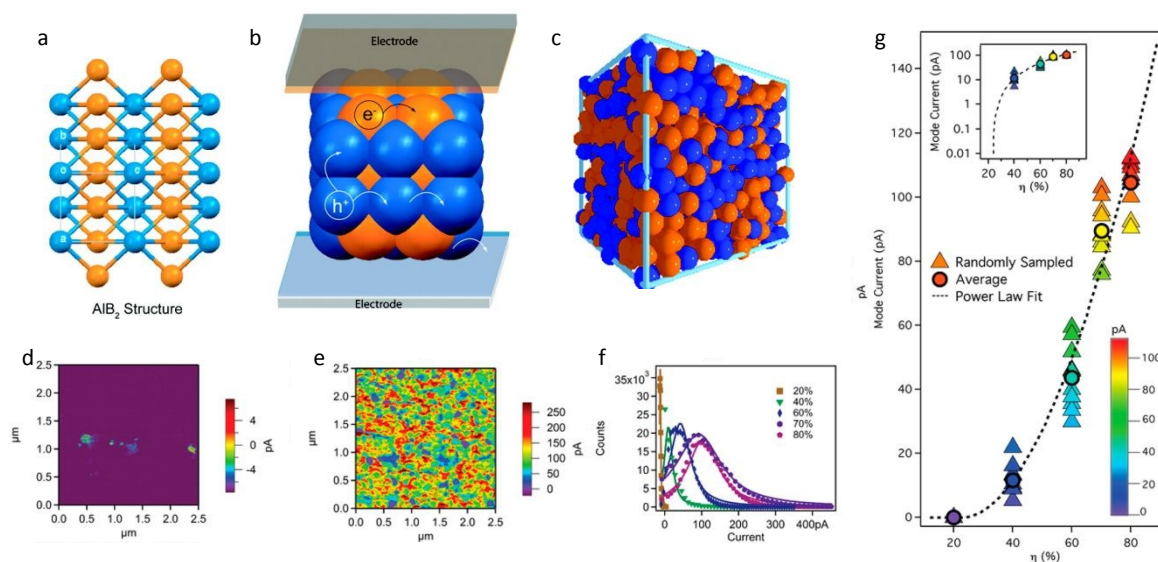 a
b
o
c
a
AlB₂ Structure
b
Electrode
e⁻
h⁺
Electrode
c
d
2.5
2.0
1.5
1.0
0.5
0.0
0.0 0.5 1.0 1.5 2.0 2.5
μm
μm
4
0
-4
pA
e
2.5
2.0
1.5
1.0
0.5
0.0
0.0 0.5 1.0 1.5 2.0 2.5
μm
μm
250
200
150
100
50
0
pA
f
35x10³
30
25
20
15
10
5
0
Counts
20%
40%
60%
70%
80%
0 100 200 300 400pA
Current
g
140
120
100
80
60
40
20
0
pA
Mode Current (pA)
20 40 60 80
η (%)
100
10
1
0.1
0.01
Mode Current (pA)
20 40 60 80
η (%)
Randomly Sampled
Average
Power Law Fit
pA
100
80
60
40
20
0